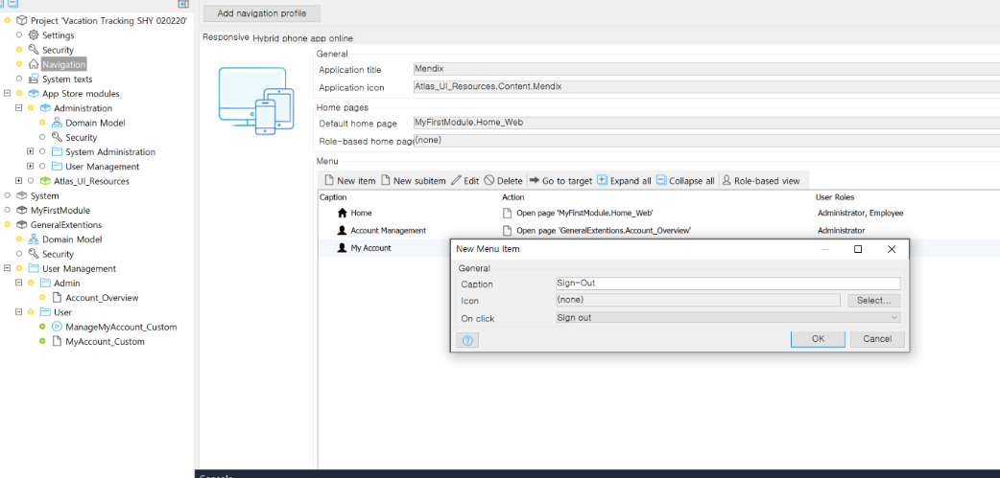 Add navigation profile
Project 'Vacation Tracking SHY 020220'
Settings
Security
Navigation
System texts
App Store modules
Administration
Domain Model
Security
System Administration
User Management
Atlas_UI_Resources
System
MyFirstModule
GeneralExtentions
Domain Model
Security
User Management
Admin
Account_Overview
User
ManageMyAccount_Custom
MyAccount_Custom
Responsive Hybrid phone app online
General
Application title Mendix
Application icon Atlas_UI_Resources.Content.Mendix
Home pages
Default home page MyFirstModule.Home_Web
Role-based home pag (none)
Menu
New item New subitem Edit Delete Go to target Expand all Collapse all Role-based view
Caption Action User Roles
Home Open page 'MyFirstModule.Home_Web' Administrator, Employee
Account Management Open page 'GeneralExtentions.Account_Overview' Administrator
My Account
New Menu Item
General
Caption Sign-Out
Icon (none) Select...
On click Sign out
OK Cancel
Console